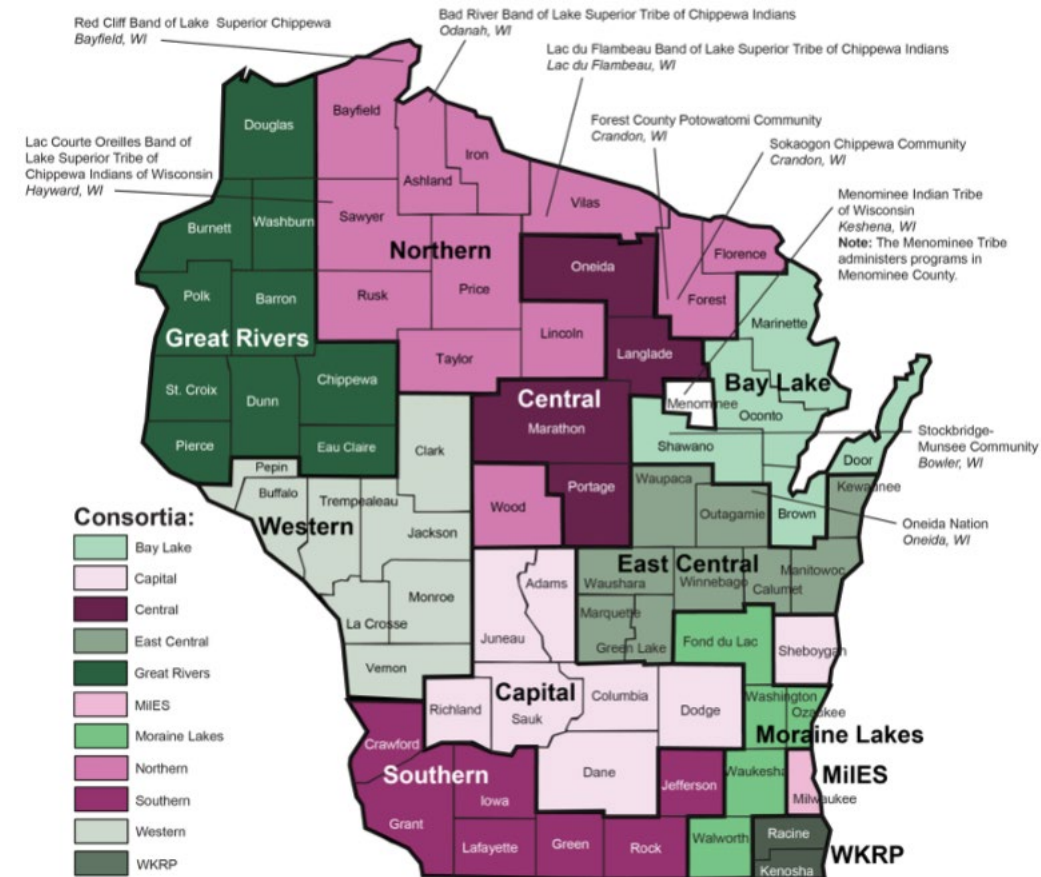 Red Cliff Band of Lake Superior Chippewa
Bayfield, WI
Bad River Band of Lake Superior Tribe of Chippewa Indians
Odanah, WI
Lac du Flambeau Band of Lake Superior Tribe of Chippewa Indians
Lac du Flambeau, WI
Forest County Potowatomi Community
Crandon, WI
Sokaogon Chippewa Community
Crandon, WI
Lac Courte Oreilles Band of
Lake Superior Tribe of
Chippewa Indians of Wisconsin
Hayward, WI
Menominee Indian Tribe
of Wisconsin
Keshena, WI
Note: The Menominee Tribe
administers programs in
Menominee County.
Douglas
Bayfield
Iron
Ashland
Vilas
Burnett
Washburn
Sawyer
Northern
Florence
Oneida
Polk
Barron
Rusk
Price
Forest
Great Rivers
Lincoln
Marinette
Taylor
Langlade
St. Croix
Dunn
Chippewa
Central
Bay Lake
Marathon
Menominee
Oconto
Pierce
Eau Claire
Clark
Shawano
Stockbridge-
Munsee Community
Bowler, WI
Door
Pepin
Buffalo
Trempealeau
Portage
Waupaca
Kewaunee
Wood
Outagamie
Brown
Western
Jackson
Oneida Nation
Oneida, WI
East Central
Adams
Waushara
Winnebago
Manitowoc
Calumet
Monroe
Marquette
La Crosse
Juneau
Green Lake
Fond du Lac
Sheboygan
Vernon
Capital
Columbia
Richland
Sauk
Dodge
Washington
Ozaukee
Moraine Lakes
Crawford
Southern
Dane
Jefferson
Waukesha
MilES
Milwaukee
Iowa
Grant
Lafayette
Green
Rock
Walworth
Racine
WKRP
Kenosha
Consortia:
Bay Lake
Capital
Central
East Central
Great Rivers
MilES
Moraine Lakes
Northern
Southern
Western
WKRP